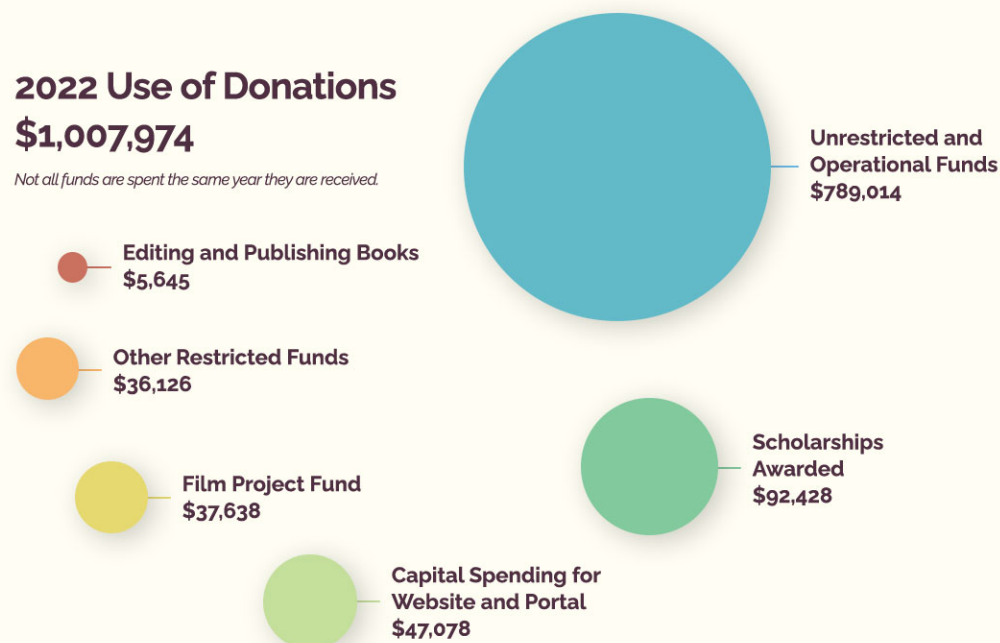 2022 Use of Donations
$1,007,974
Not all funds are spent the same year they are received.
Unrestricted and
Operational Funds
$789,014
Editing and Publishing Books
$5,645
Other Restricted Funds
$36,126
Film Project Fund
$37,638
Scholarships
Awarded
$92,428
Capital Spending for
Website and Portal
$47,078